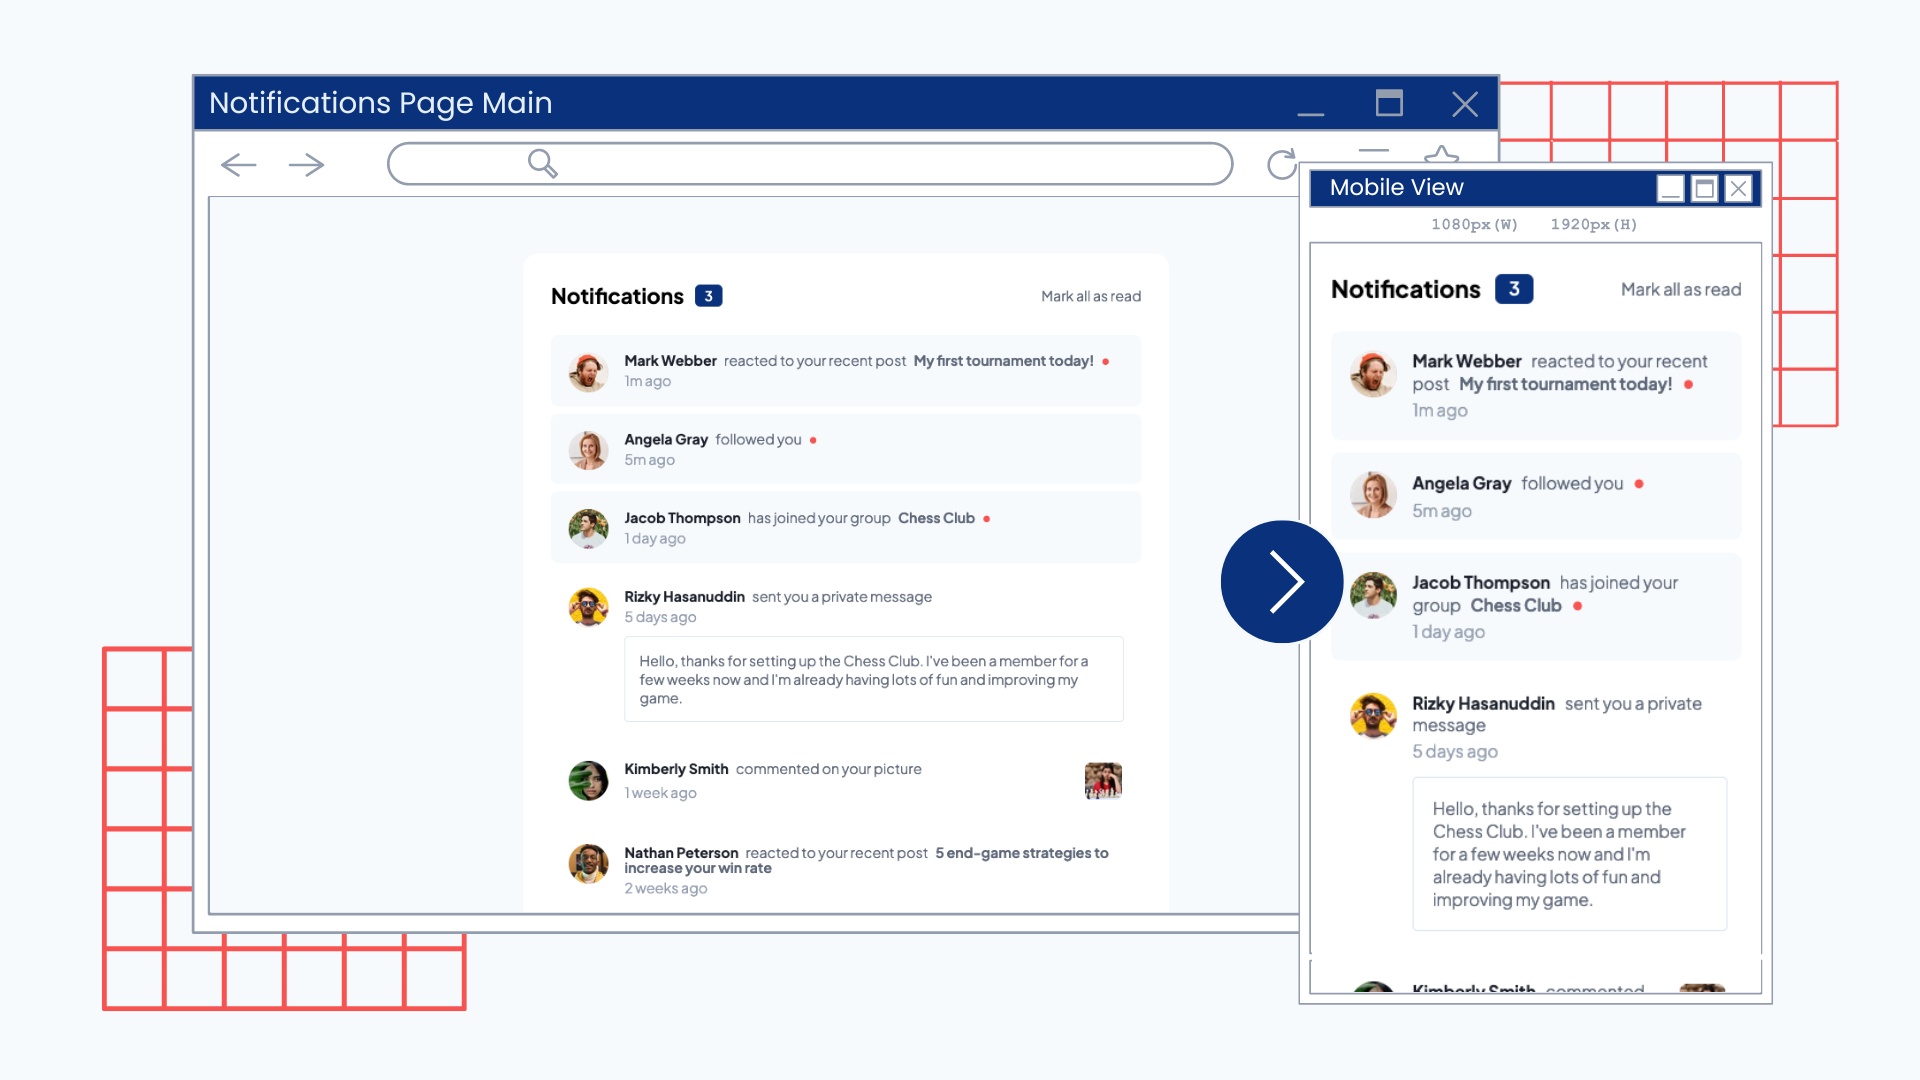 Notifications Page Main
Notifications 3 Mark all as read
Mark Webber reacted to your recent post My first tournament today!
1m ago
Angela Gray followed you
5m ago
Jacob Thompson has joined your group Chess Club
1 day ago
Rizky Hasanuddin sent you a private message
5 days ago
Hello, thanks for setting up the Chess Club. I've been a member for a
few weeks now and I'm already having lots of fun and improving my
game.
Kimberly Smith commented on your picture
1 week ago
Nathan Peterson reacted to your recent post 5 end-game strategies to
increase your win rate
2 weeks ago
Mobile View
1080px(W) 1920px(H)
Notifications 3 Mark all as read
Mark Webber reacted to your recent
post My first tournament today!
1m ago
Angela Gray followed you
5m ago
Jacob Thompson has joined your
group Chess Club
1 day ago
Rizky Hasanuddin sent you a private
message
5 days ago
Hello, thanks for setting up the
Chess Club. I've been a member
for a few weeks now and I'm
already having lots of fun and
improving my game.
Kimberly Smith commented